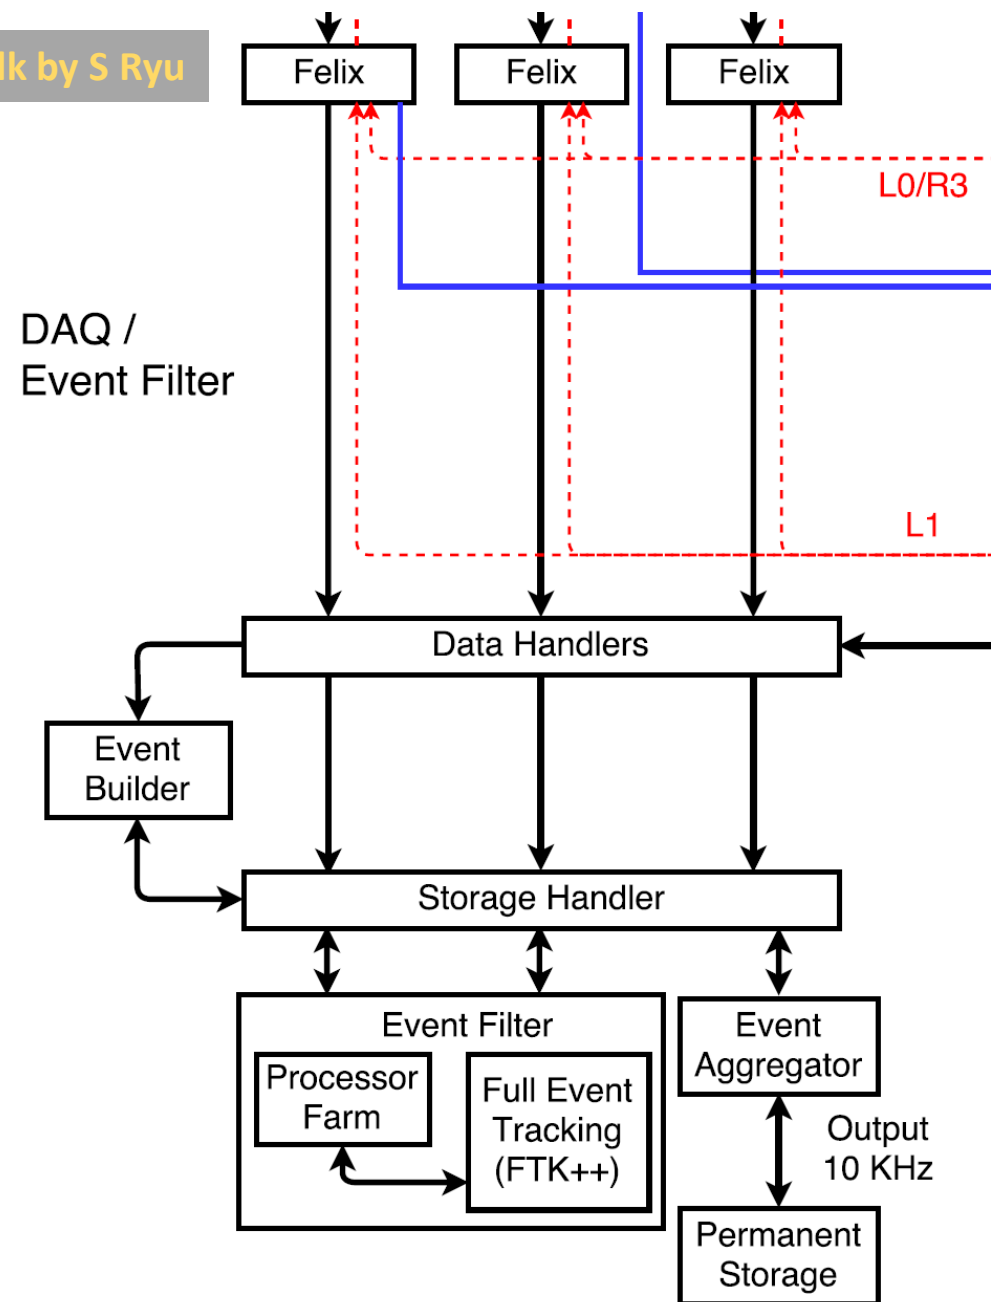 by S Ryu
Felix
Felix
Felix
L0/R3
DAQ /
Event Filter
L1
Data Handlers
Event
Builder
Storage Handler
Event Filter
Processor
Farm
Full Event
Tracking
(FTK++)
Event
Aggregator
Output
10 KHz
Permanent
Storage